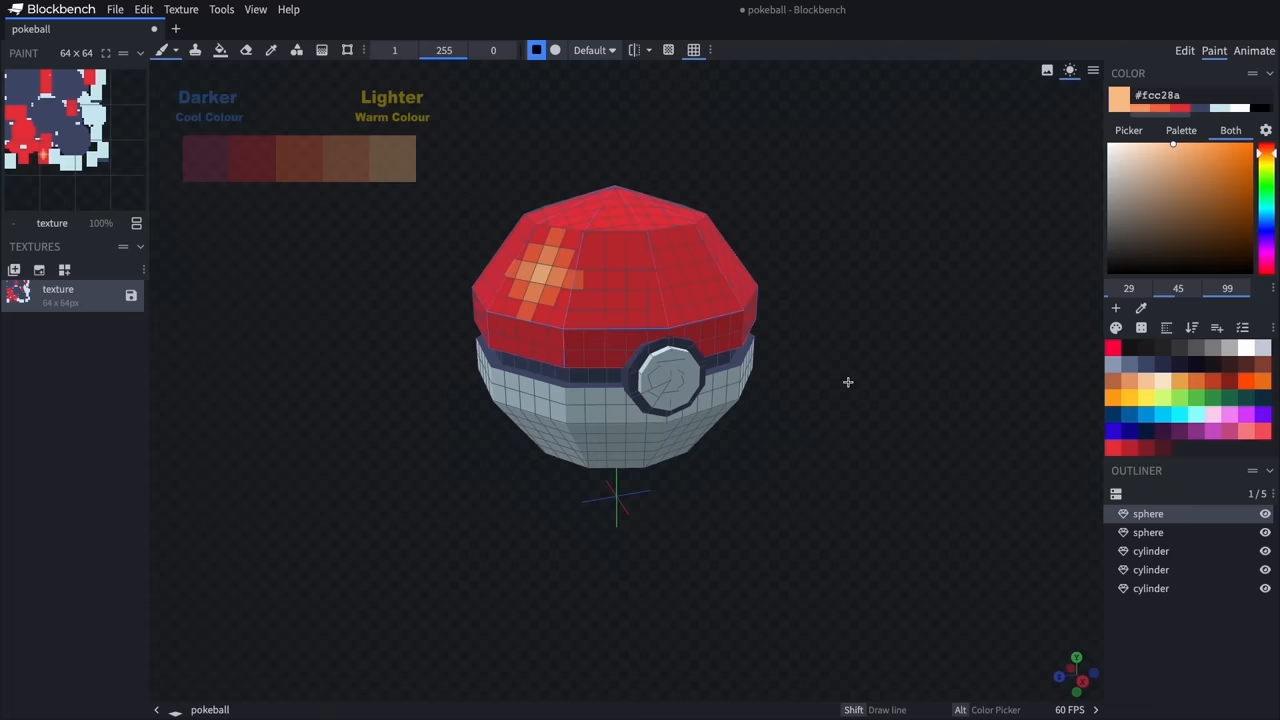 Blockbench File Edit Texture Tools View Help
pokeball - Blockbench
pokeball
PAINT 64 x 64
1 255 0 Default
Edit Paint Animate
Darker
Cool Colour
Lighter
Warm Colour
COLOR
#fcc28a
Picker Palette Both
- texture 100%
TEXTURES
texture
64 x 64px
29 45 99
OUTLINER
1/5
sphere
sphere
cylinder
cylinder
cylinder
Y
Z
X
pokeball
Shift Draw line
Alt Color Picker
60 FPS